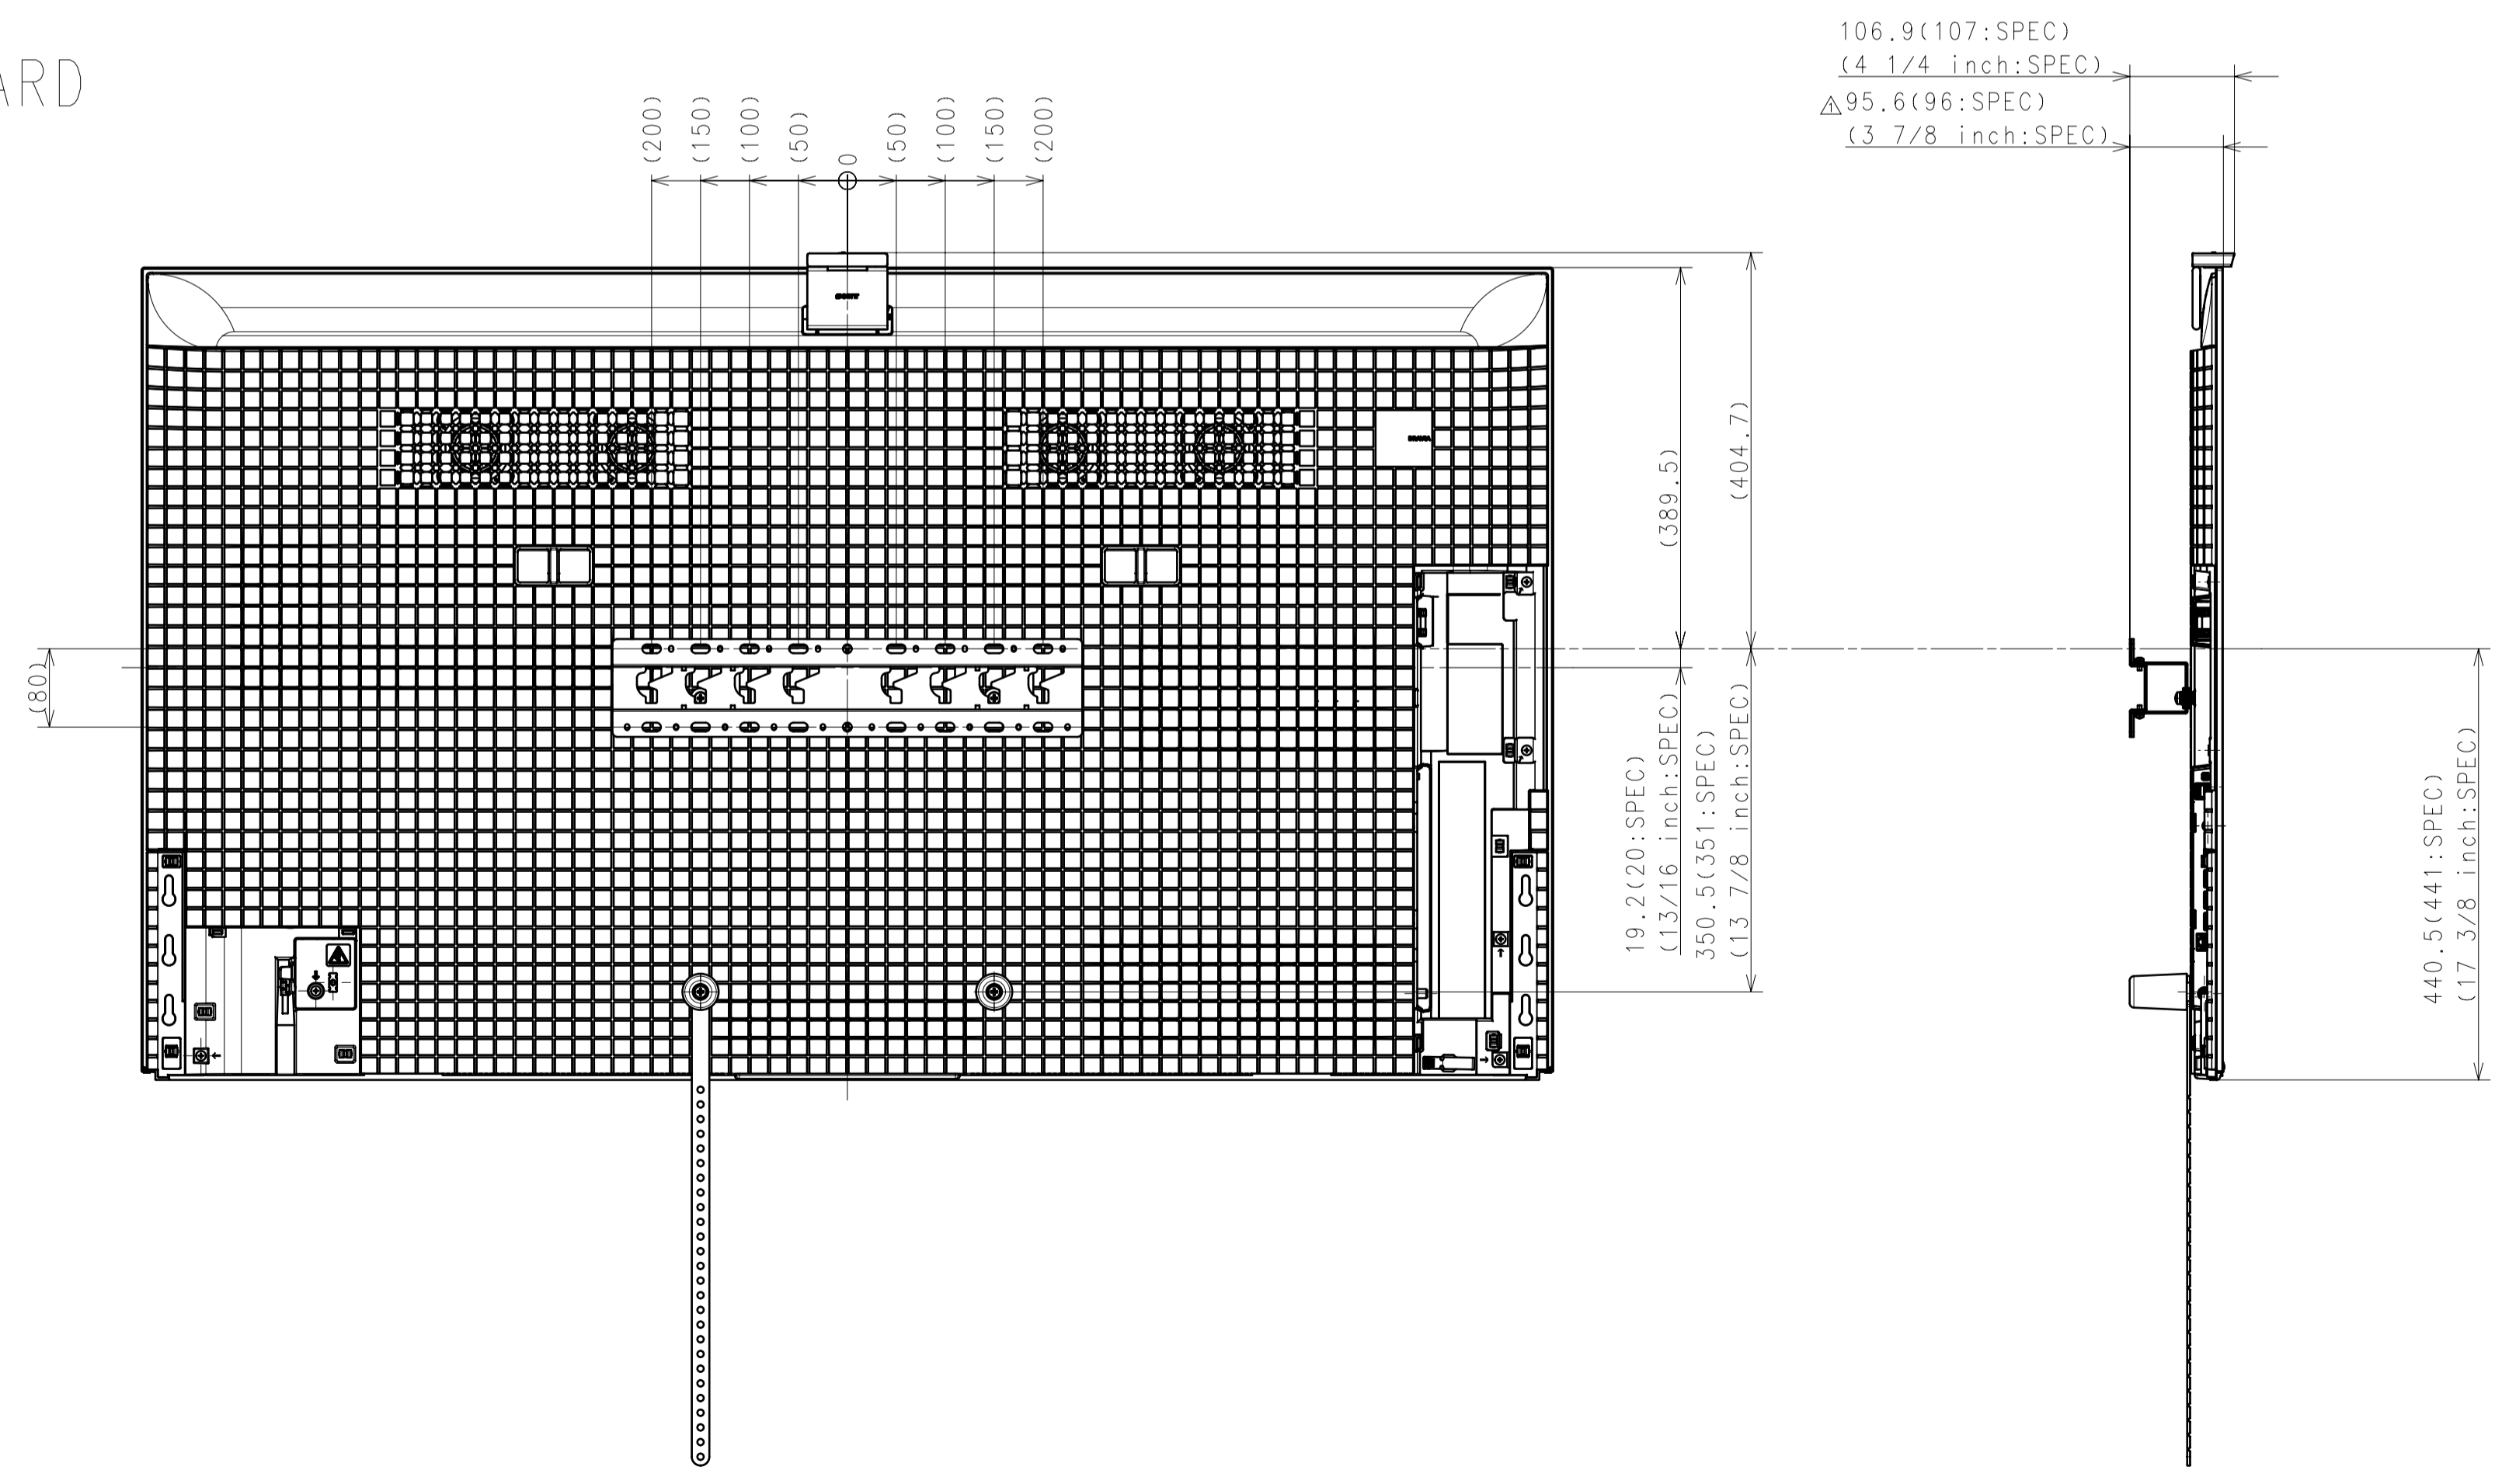 ARD
106.9(107:SPEC)
(4 1/4 inch:SPEC)
1
95.6(96:SPEC)
(3 7/8 inch:SPEC)
(200)
(150)
(100)
(50)
0
(50)
(100)
(150)
(200)
SONY
BRAVIA
(389.5)
(404.7)
(80)
19.2(20:SPEC)
(13/16 inch:SPEC)
350.5(351:SPEC)
(13 7/8 inch:SPEC)
440.5(441:SPEC)
(17 3/8 inch:SPEC)